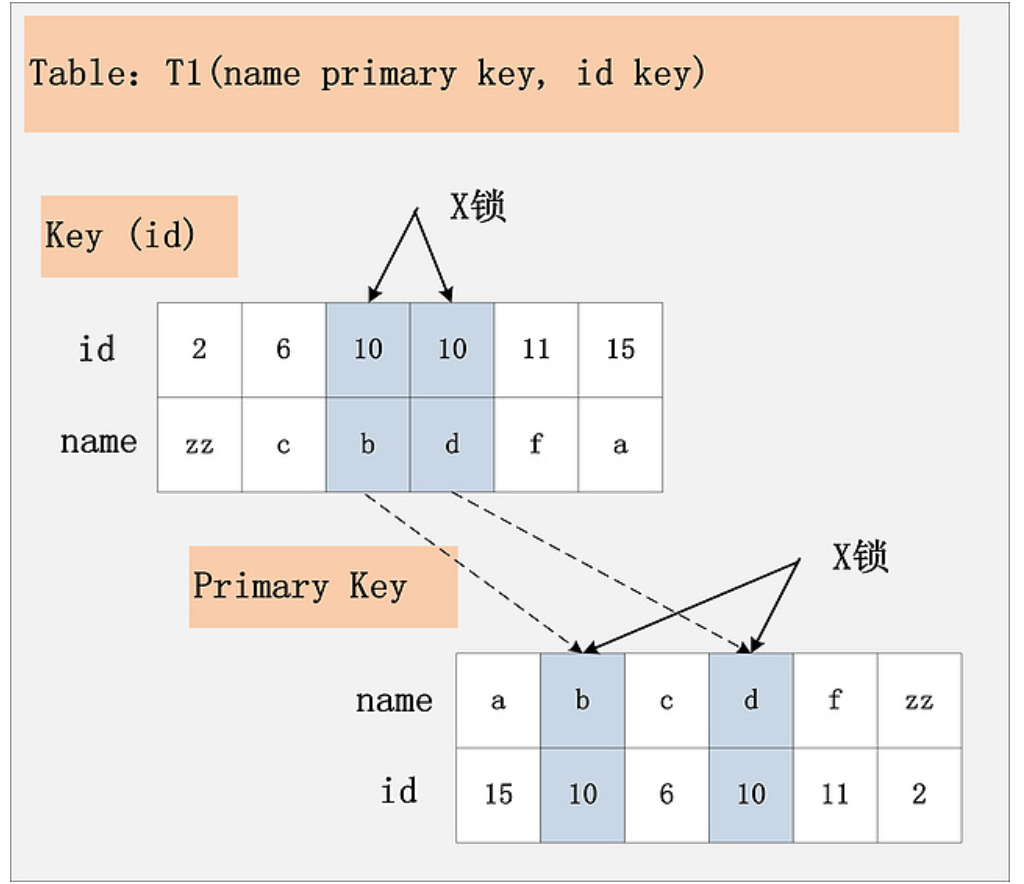 Table: T1(name primary key, id key)
X锁
Key (id)
id 2 6 10 10 11 15
name zz c b d f a
X锁
Primary Key
name a b c d f zz
id 15 10 6 10 11 2